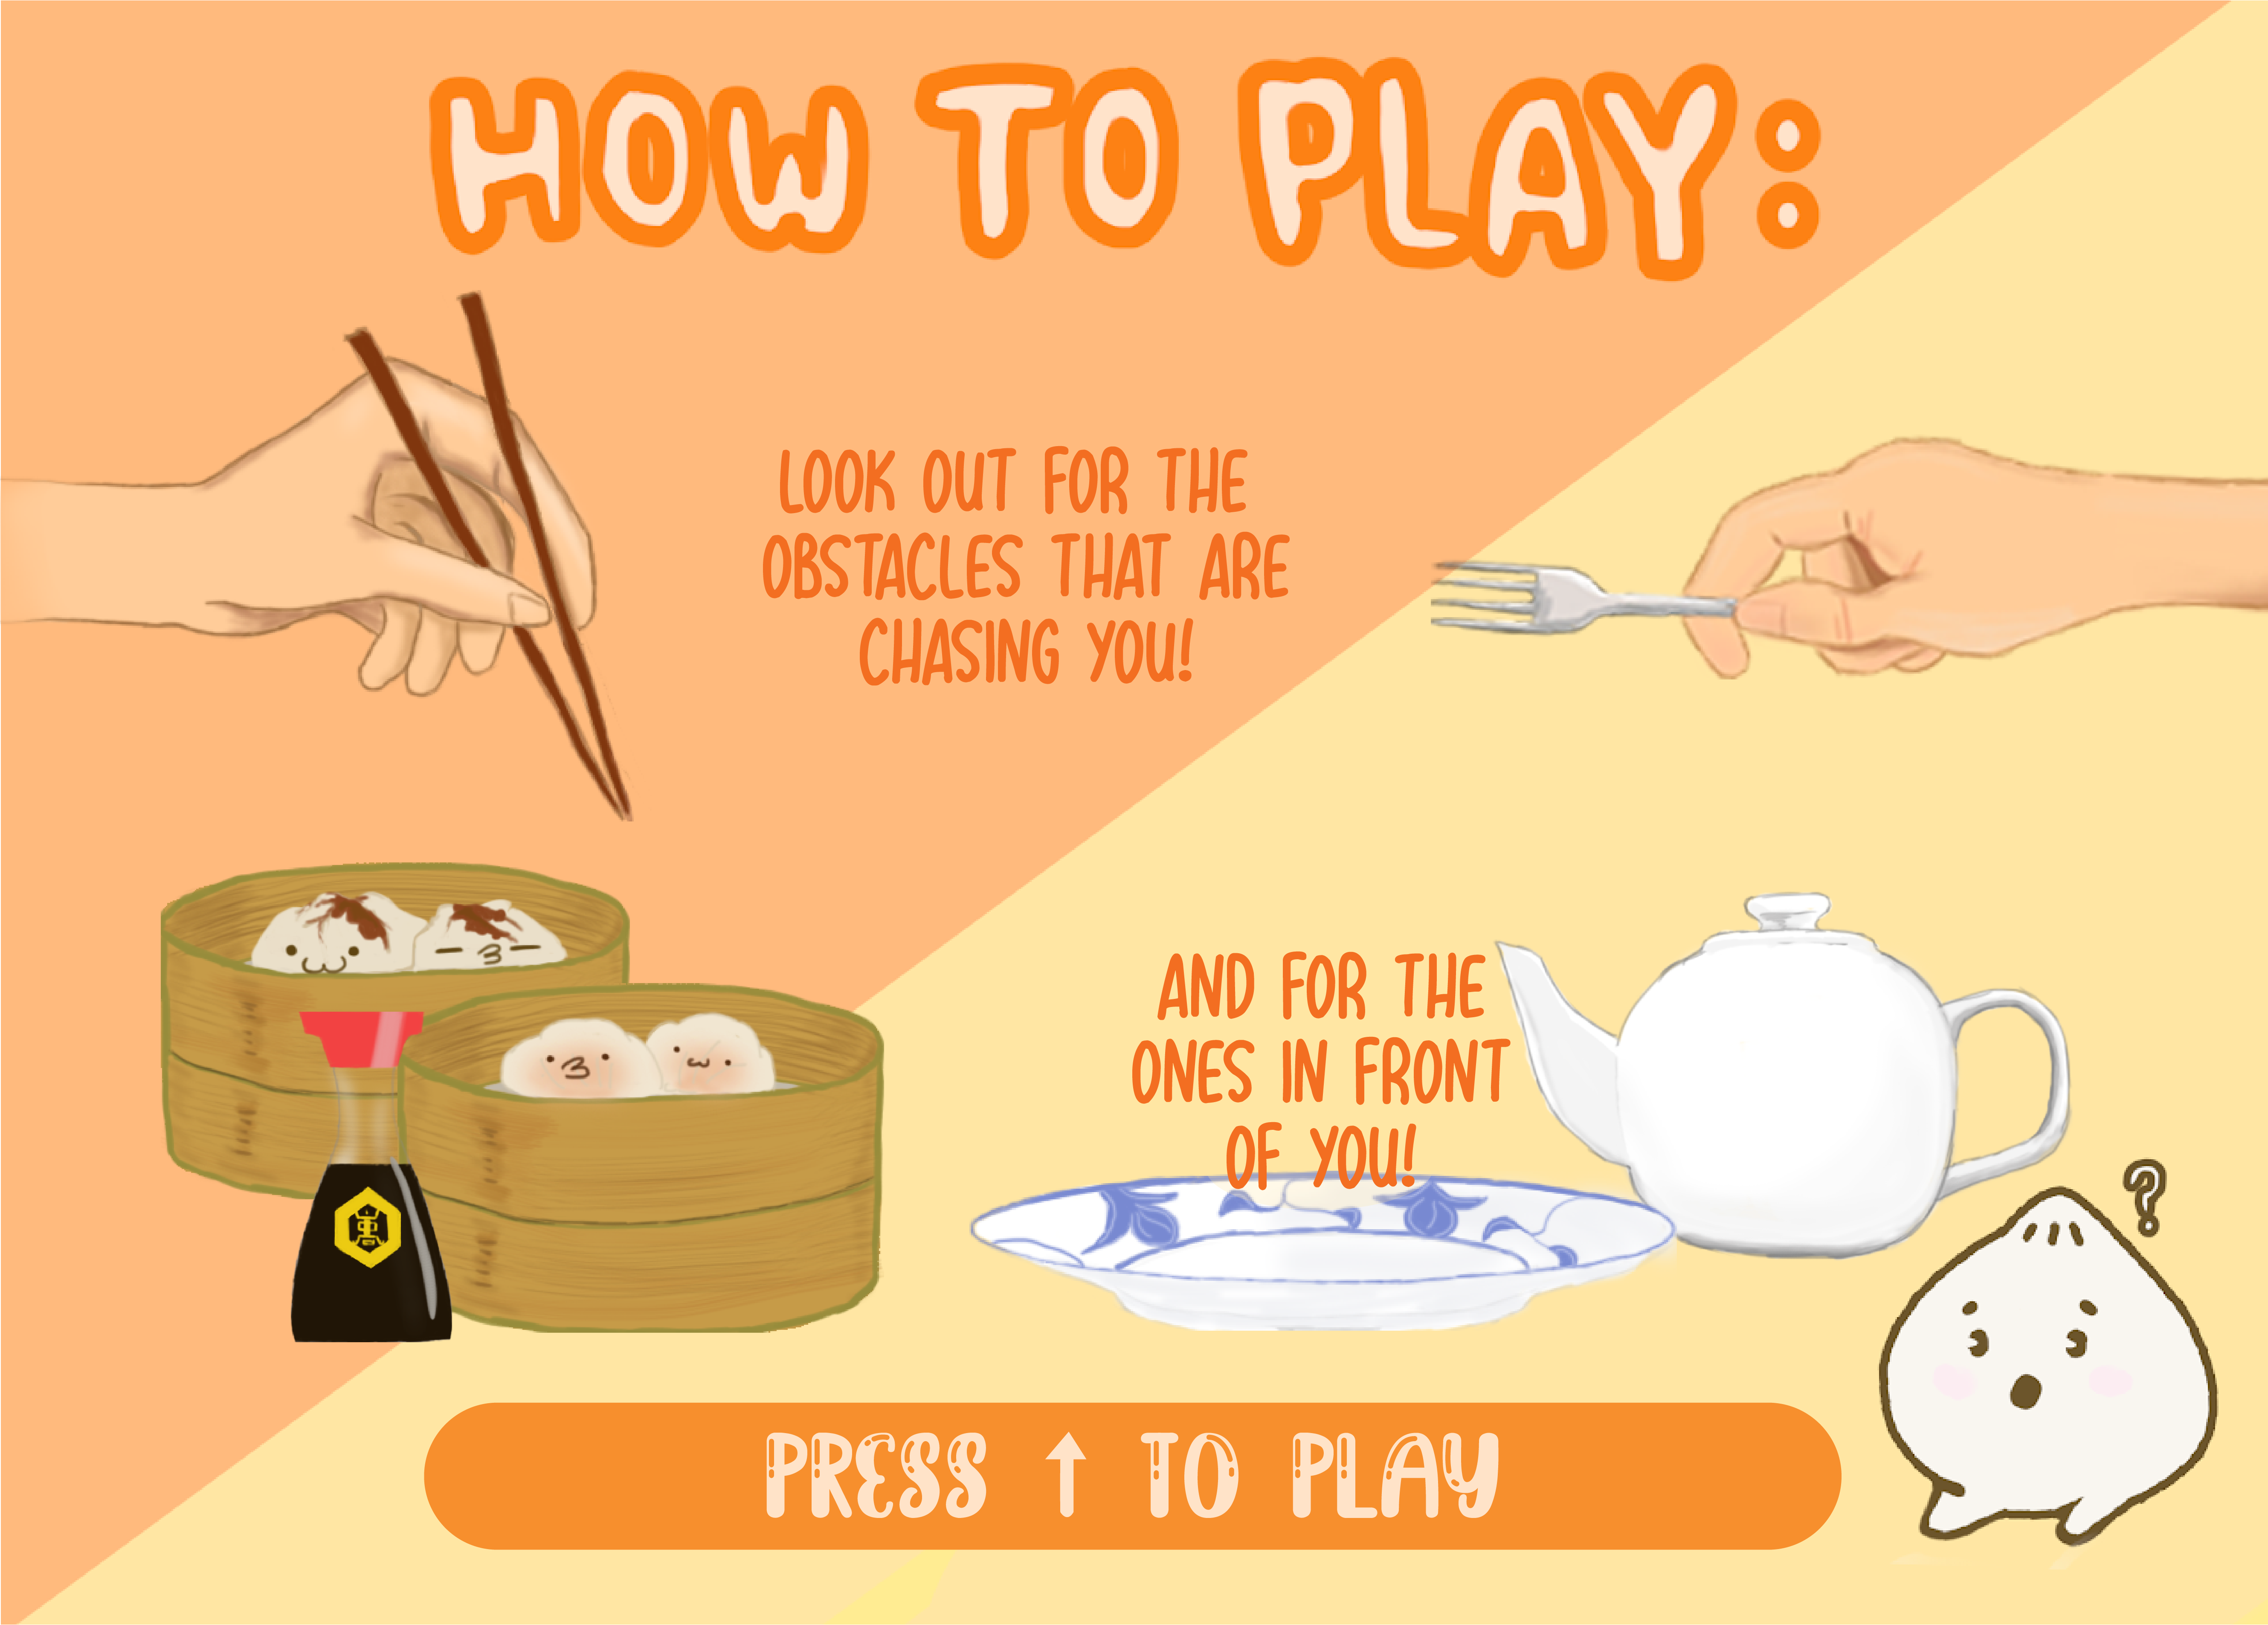 HOW TO PLAY:
LOOK OUT FOR THE
OBSTACLES THAT ARE
CHASING YOU!
AND FOR THE
ONES IN FRONT
OF YOU!
?
PRESS ↑ TO PLAY